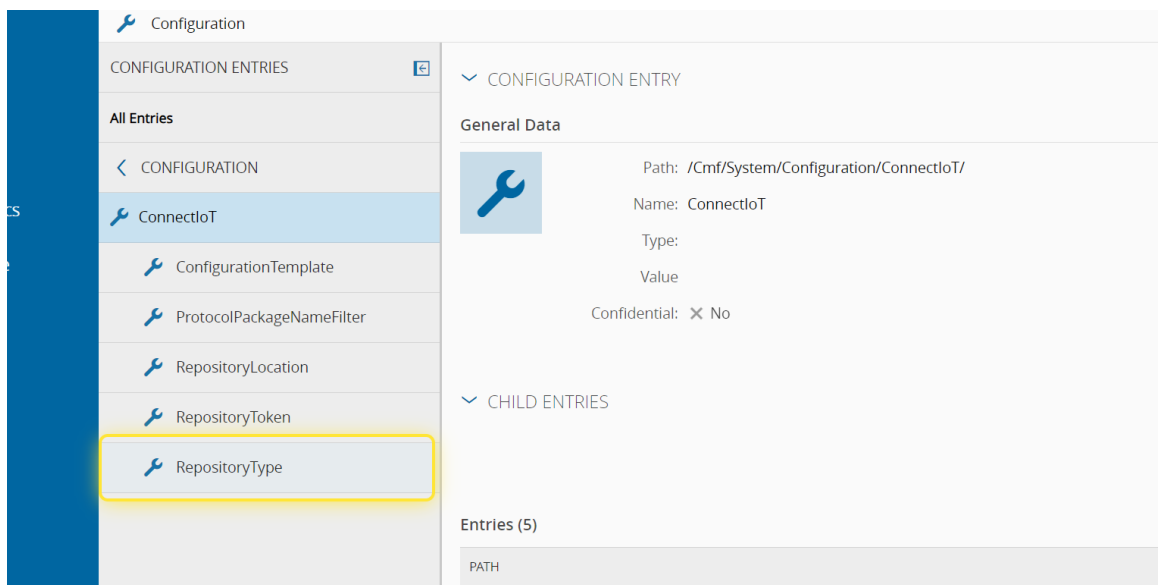 Configuration
CONFIGURATION ENTRIES
All Entries
CONFIGURATION
ConnectIoT
ConfigurationTemplate
ProtocolPackageNameFilter
RepositoryLocation
RepositoryToken
RepositoryType
CONFIGURATION ENTRY
General Data
Path: /Cmf/System/Configuration/ConnectIoT/
Name: ConnectIoT
Type:
Value
Confidential: No
CHILD ENTRIES
Entries (5)
PATH